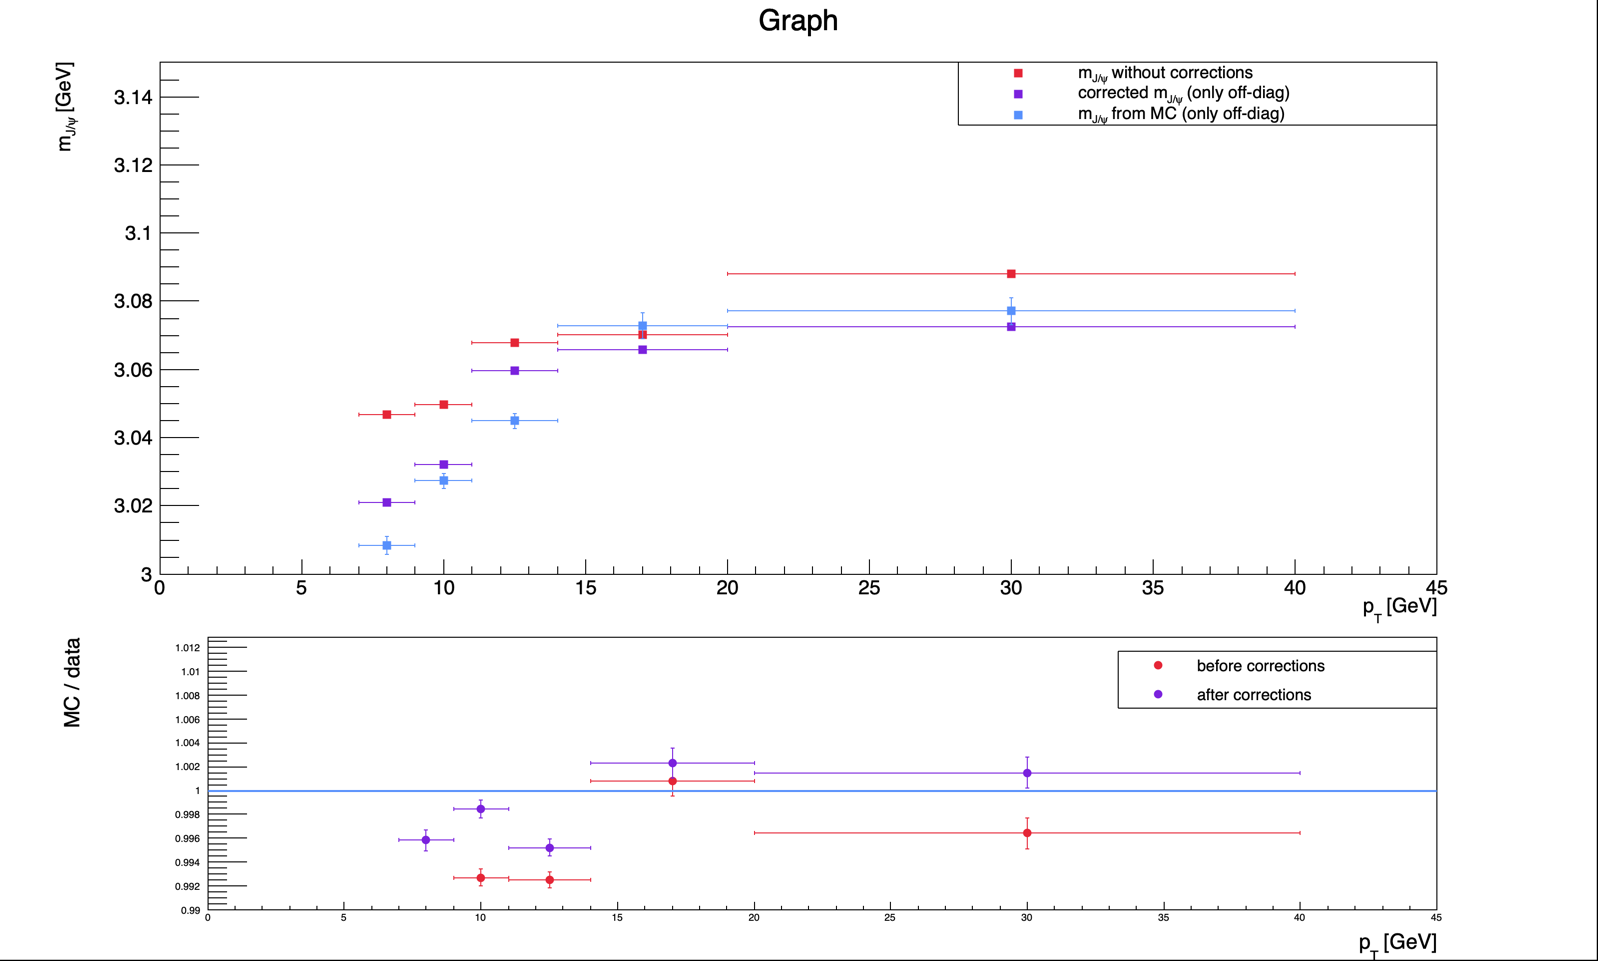 Graph
m_J/ψ [GeV]
3.14
3.12
3.1
3.08
3.06
3.04
3.02
3
m_J/ψ without corrections
corrected m_J/ψ (only off-diag)
m_J/ψ from MC (only off-diag)
0 5 10 15 20 25 30 35 40 45
p_T [GeV]
MC / data
1.012
1.01
1.008
1.006
1.004
1.002
1
0.998
0.996
0.994
0.992
0.99
before corrections
after corrections
0 5 10 15 20 25 30 35 40 45
p_T [GeV]